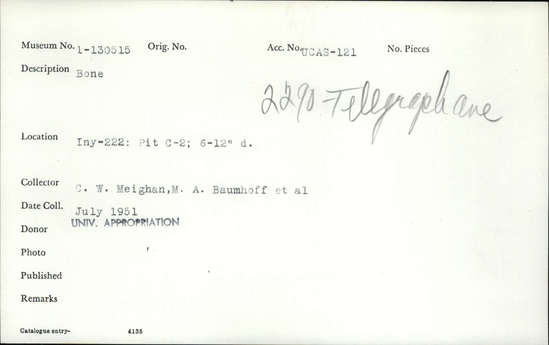 Museum No. 1-130515 Orig. No. Acc. No. UCAS-121 No. Pieces
Description Bone
2290 Telegraph ave
Location Iny-222: Pit C-2; 6-12" d.
Collector C. W. Meighan, M. A. Baumhoff et al
Date Coll. July 1951
Donor UNIV. APPROPRIATION
Photo
Published
Remarks
Catalogue entry- 4135